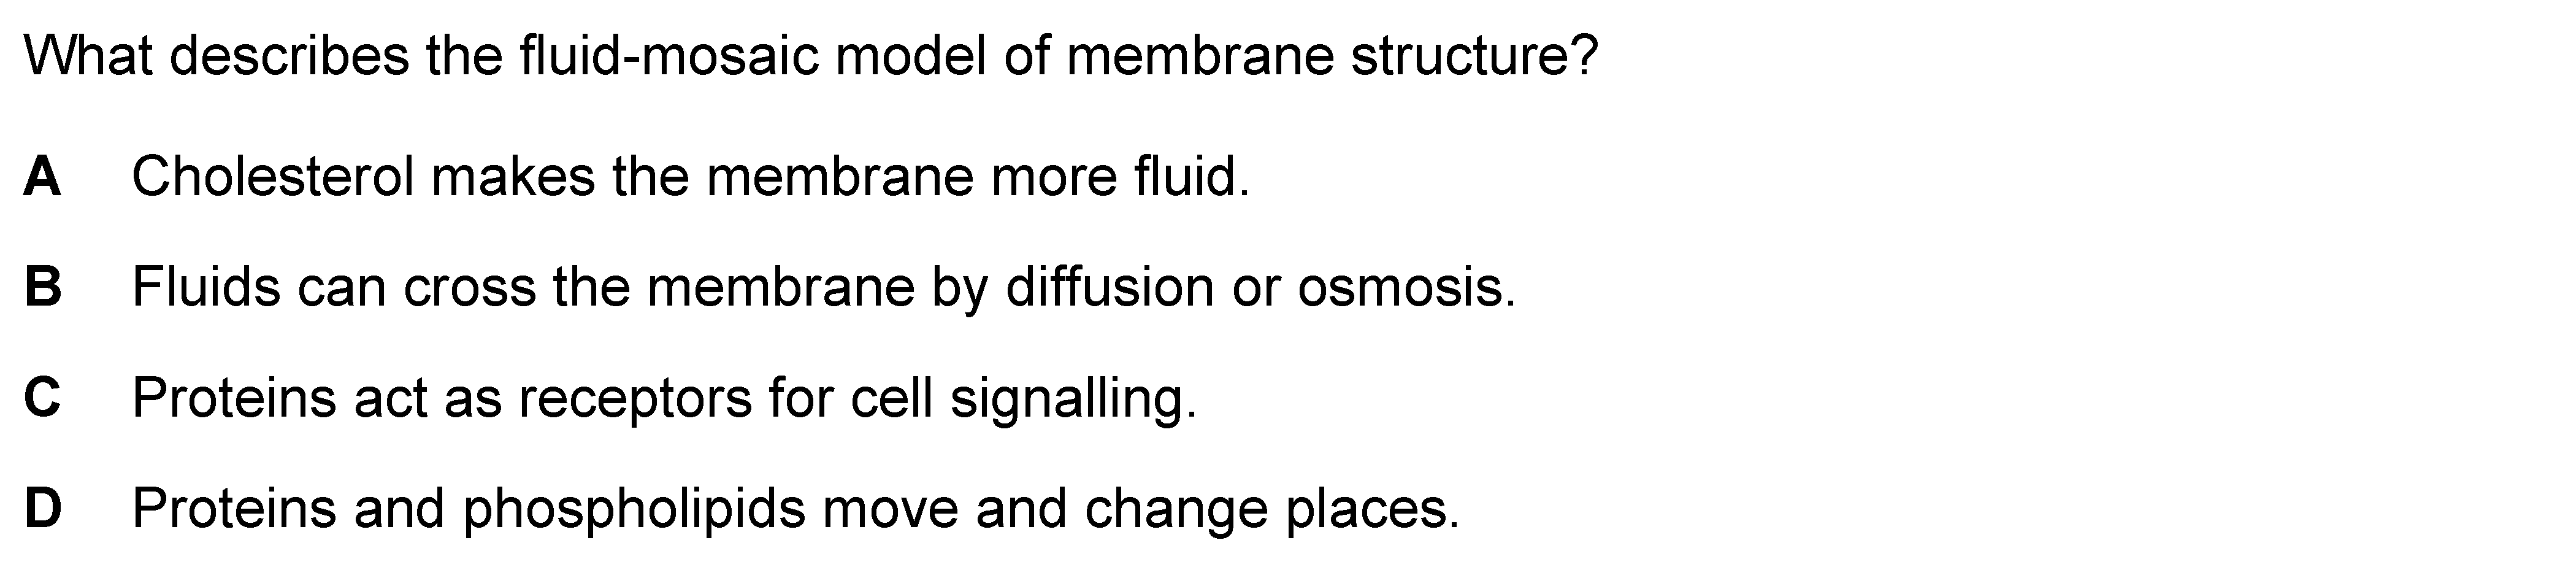 What describes the fluid-mosaic model of membrane structure?
A Cholesterol makes the membrane more fluid.
B Fluids can cross the membrane by diffusion or osmosis.
C Proteins act as receptors for cell signalling.
D Proteins and phospholipids move and change places.